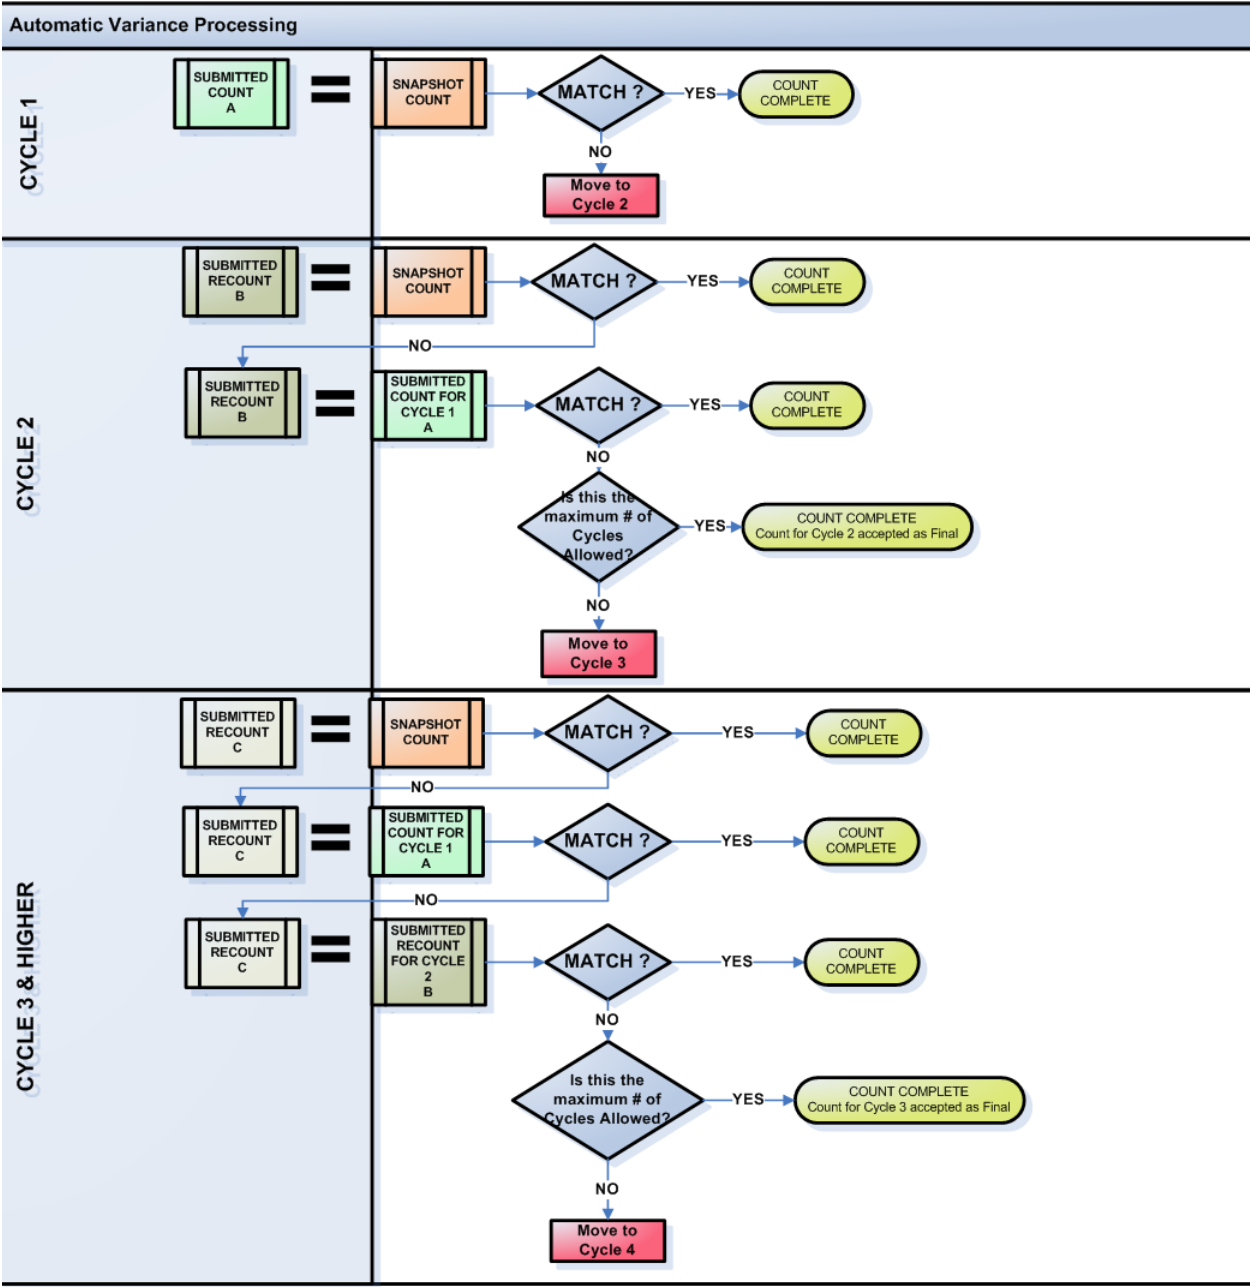 Automatic Variance Processing
CYCLE 1
SUBMITTED
COUNT
A
SNAPSHOT
COUNT
MATCH ?
YES
COUNT
COMPLETE
NO
Move to
Cycle 2
CYCLE 2
SUBMITTED
RECOUNT
B
SNAPSHOT
COUNT
MATCH ?
YES
COUNT
COMPLETE
NO
SUBMITTED
RECOUNT
B
SUBMITTED
COUNT FOR
CYCLE 1
A
MATCH ?
YES
COUNT
COMPLETE
NO
Is this the
maximum # of
Cycles
Allowed?
YES
COUNT COMPLETE
Count for Cycle 2 accepted as Final
NO
Move to
Cycle 3
CYCLE 3 & HIGHER
SUBMITTED
RECOUNT
C
SNAPSHOT
COUNT
MATCH ?
YES
COUNT
COMPLETE
NO
SUBMITTED
RECOUNT
C
SUBMITTED
COUNT FOR
CYCLE 1
A
MATCH ?
YES
COUNT
COMPLETE
NO
SUBMITTED
RECOUNT
C
SUBMITTED
RECOUNT
FOR CYCLE
2
B
MATCH ?
YES
COUNT
COMPLETE
NO
Is this the
maximum # of
Cycles Allowed?
YES
COUNT COMPLETE
Count for Cycle 3 accepted as Final
NO
Move to
Cycle 4